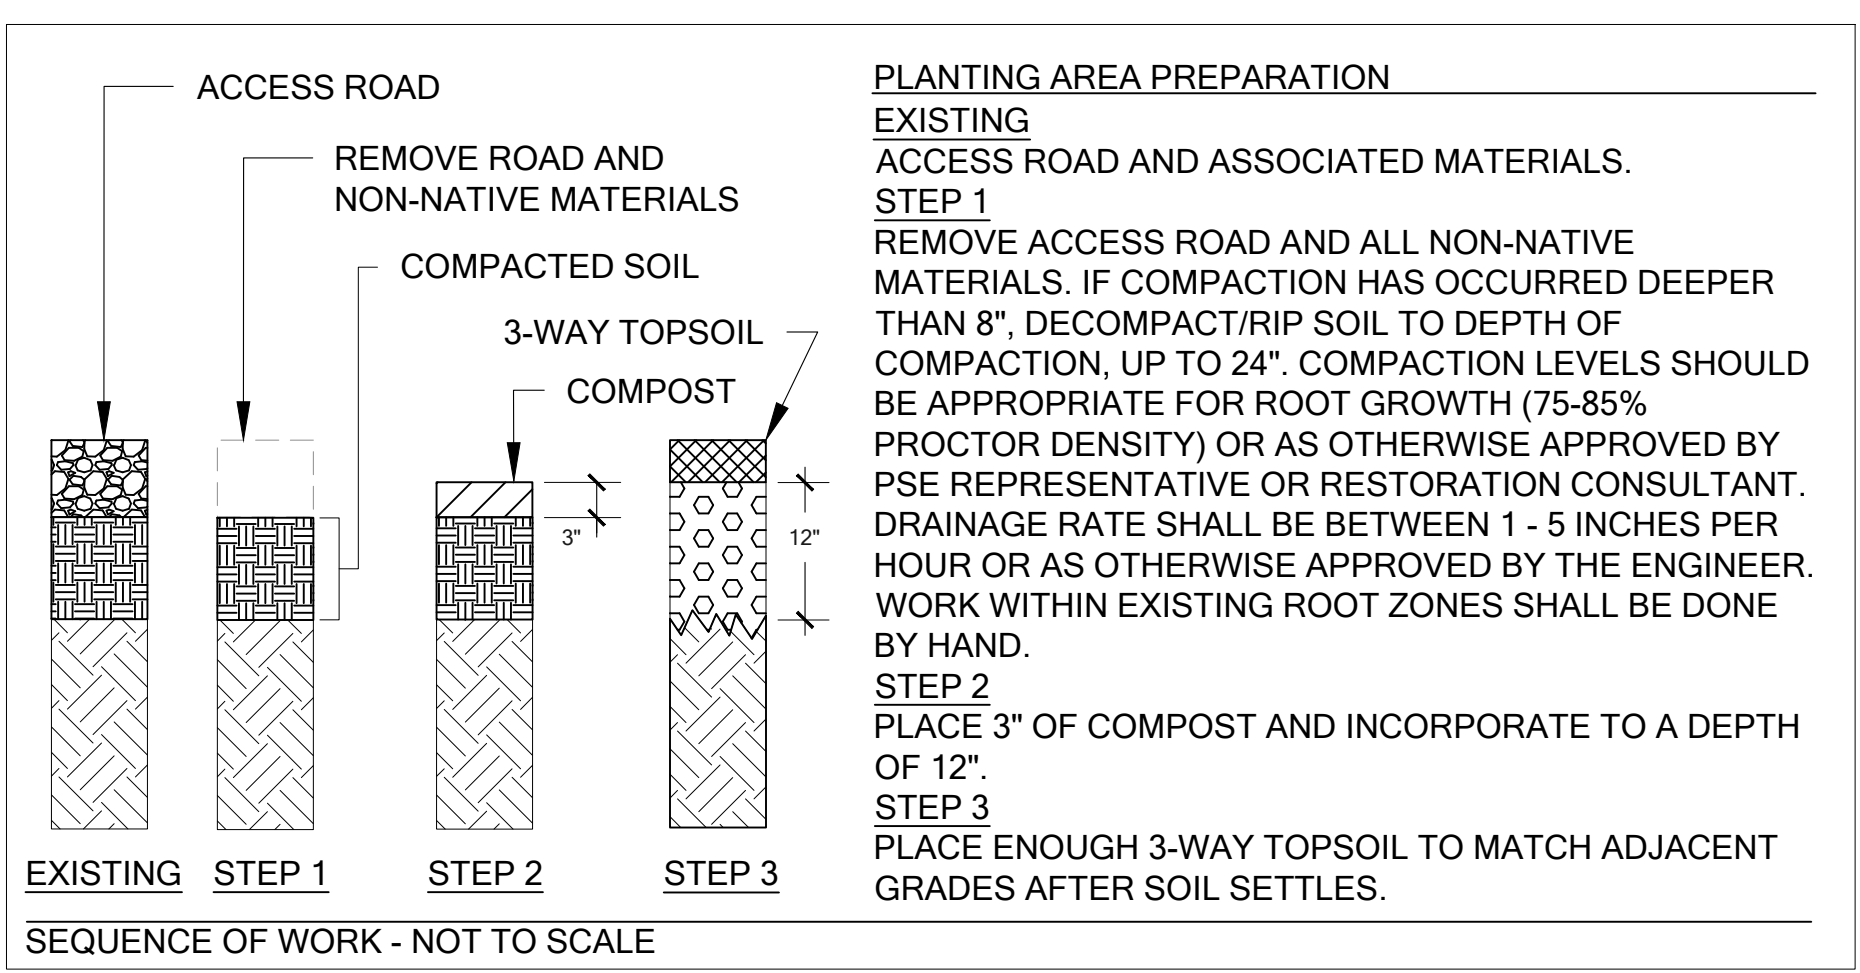 ACCESS ROAD
REMOVE ROAD AND
NON-NATIVE MATERIALS
COMPACTED SOIL
3-WAY TOPSOIL
COMPOST
3"
12"
EXISTING
STEP 1
STEP 2
STEP 3
PLANTING AREA PREPARATION
EXISTING
ACCESS ROAD AND ASSOCIATED MATERIALS.
STEP 1
REMOVE ACCESS ROAD AND ALL NON-NATIVE
MATERIALS. IF COMPACTION HAS OCCURRED DEEPER
THAN 8", DECOMPACT/RIP SOIL TO DEPTH OF
COMPACTION, UP TO 24". COMPACTION LEVELS SHOULD
BE APPROPRIATE FOR ROOT GROWTH (75-85%
PROCTOR DENSITY) OR AS OTHERWISE APPROVED BY
PSE REPRESENTATIVE OR RESTORATION CONSULTANT.
DRAINAGE RATE SHALL BE BETWEEN 1 - 5 INCHES PER
HOUR OR AS OTHERWISE APPROVED BY THE ENGINEER.
WORK WITHIN EXISTING ROOT ZONES SHALL BE DONE
BY HAND.
STEP 2
PLACE 3" OF COMPOST AND INCORPORATE TO A DEPTH
OF 12".
STEP 3
PLACE ENOUGH 3-WAY TOPSOIL TO MATCH ADJACENT
GRADES AFTER SOIL SETTLES.
SEQUENCE OF WORK - NOT TO SCALE